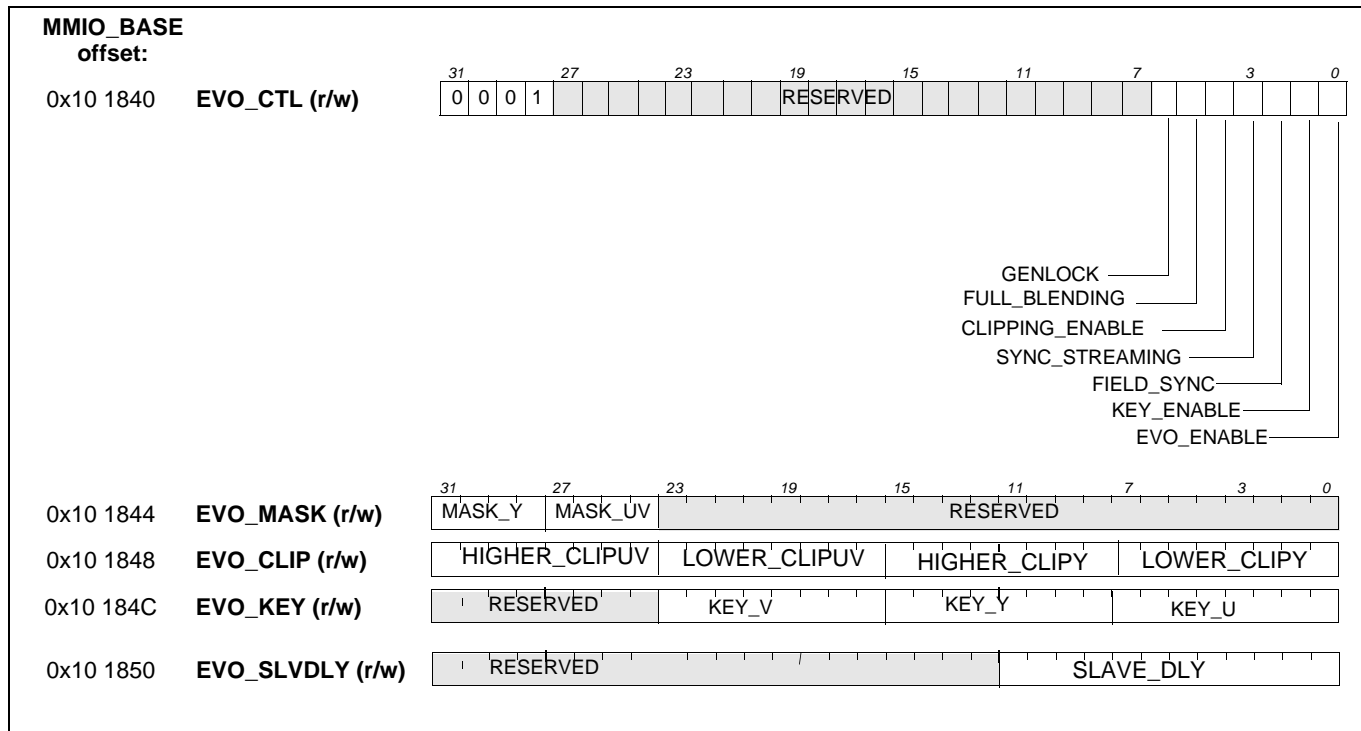 MMIO_BASE
offset:
31 27 23 19 15 11 7 3 0
0x10 1840 EVO_CTL (r/w) 0 0 0 1 RESERVED
GENLOCK
FULL_BLENDING
CLIPPING_ENABLE
SYNC_STREAMING
FIELD_SYNC
KEY_ENABLE
EVO_ENABLE
31 27 23 19 15 11 7 3 0
0x10 1844 EVO_MASK (r/w) MASK_Y MASK_UV RESERVED
0x10 1848 EVO_CLIP (r/w) HIGHER_CLIPUV LOWER_CLIPUV HIGHER_CLIPY LOWER_CLIPY
0x10 184C EVO_KEY (r/w) RESERVED KEY_V KEY_Y KEY_U
0x10 1850 EVO_SLVDLY (r/w) RESERVED SLAVE_DLY